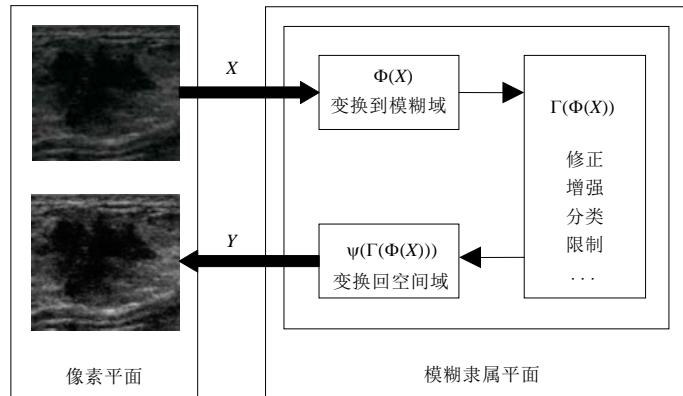 X
Φ(X)
变换到模糊域
Γ(Φ(X))
修正
增强
分类
限制
...
Y
ψ(Γ(Φ(X)))
变换回空间域
像素平面
模糊隶属平面